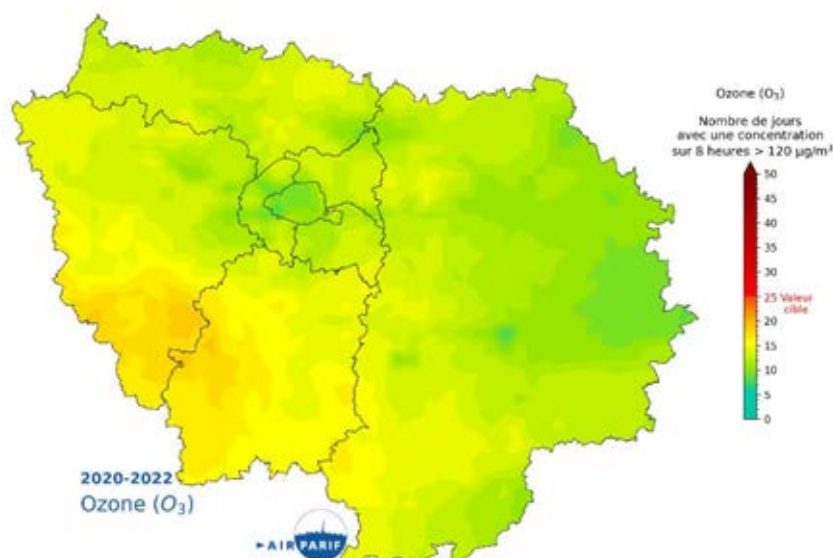 Ozone (O₃)
Nombre de jours
avec une concentration
sur 8 heures > 120 µg/m³
50
45
40
35
30
25 Valeur
cible
20
15
10
5
0
2020-2022
Ozone (O₃)
AIRPARIF